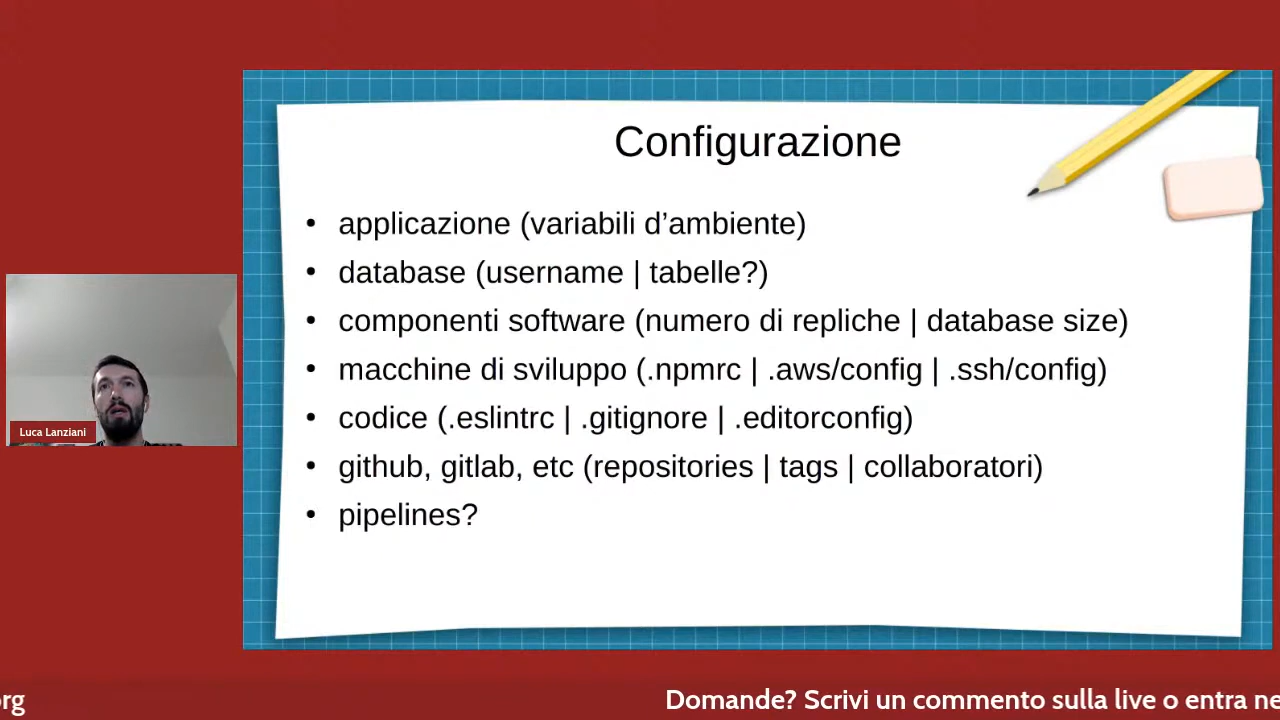 Configurazione
• applicazione (variabili d’ambiente)
• database (username | tabelle?)
• componenti software (numero di repliche | database size)
• macchine di sviluppo (.npmrc | .aws/config | .ssh/config)
• codice (.eslintrc | .gitignore | .editorconfig)
• github, gitlab, etc (repositories | tags | collaboratori)
• pipelines?
Luca Lanziani
Domande? Scrivi un commento sulla live o entra